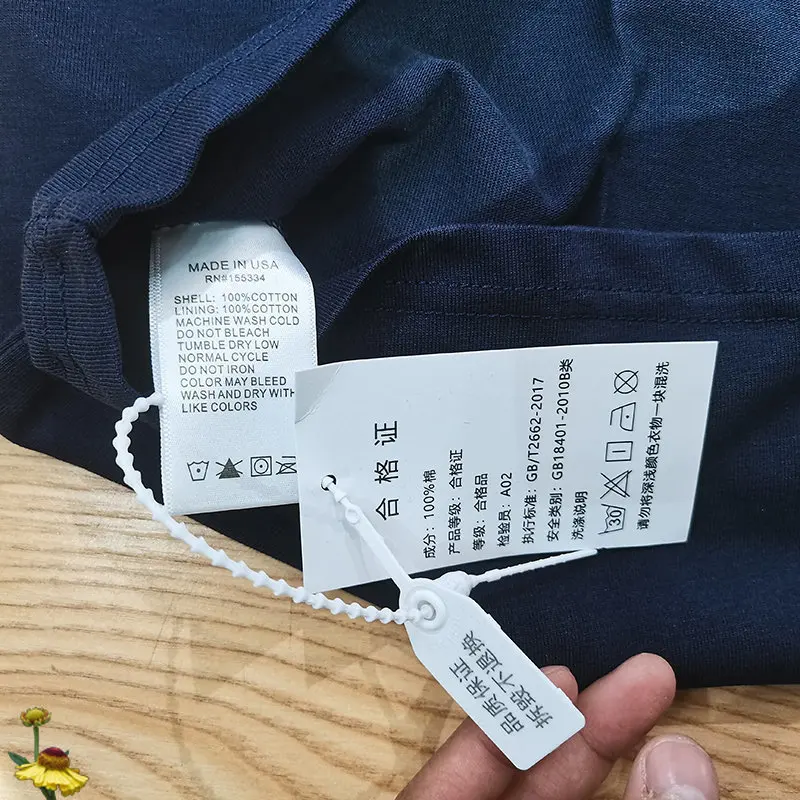 MADE IN USA
RN#155334
SHELL: 100%COTTON
LINING: 100%COTTON
MACHINE WASH COLD
DO NOT BLEACH
TUMBLE DRY LOW
NORMAL CYCLE
DO NOT IRON
COLOR MAY BLEED
WASH AND DRY WITH
LIKE COLORS
合格证
成分: 100%棉
产品等级: 合格证
等级: 合格品
检验员: A02
执行标准: GB/T2662-2017
安全类别: GB18401-2010B类
洗涤说明
30
请勿将深浅颜色衣物一块混洗
品质保证
拆毁不退换